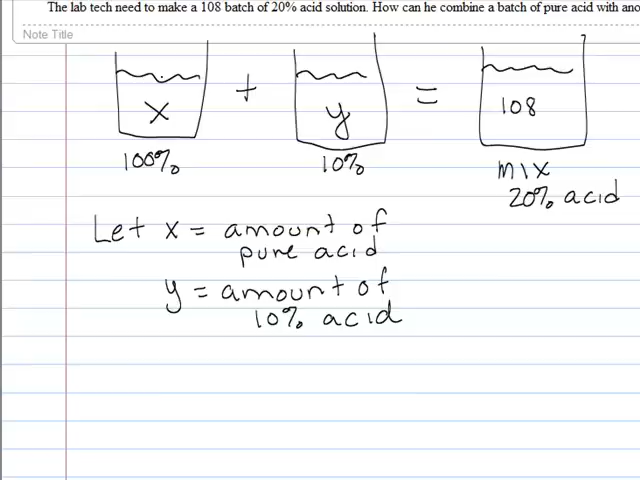 The lab tech need to make a 108 batch of 20% acid solution. How can he combine a batch of pure acid with ano
Note Title
x + y = 108
100% 10% mix
20% acid
Let x = amount of
pure acid
y = amount of
10% acid